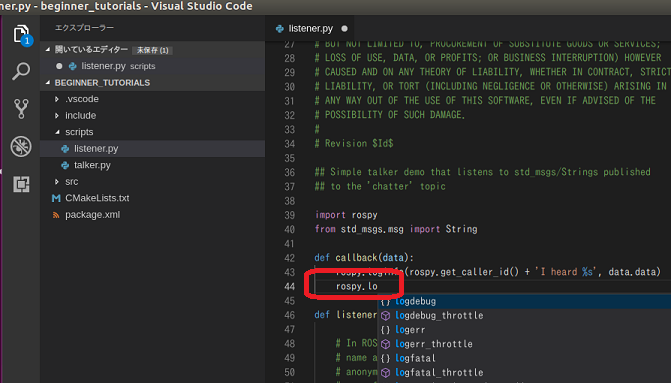 ner.py - beginner_tutorials - Visual Studio Code
エクスプローラー
開いているエディター 未保存 (1)
listener.py scripts
BEGINNER_TUTORIALS
.vscode
include
scripts
listener.py
talker.py
src
CMakeLists.txt
package.xml
1
listener.py
27 # BUT NOT LIMITED TO, PROCUREMENT OF SUBSTITUTE GOODS OR SERVICES;
28 # LOSS OF USE, DATA, OR PROFITS; OR BUSINESS INTERRUPTION) HOWEVER
29 # CAUSED AND ON ANY THEORY OF LIABILITY, WHETHER IN CONTRACT, STRICT
30 # LIABILITY, OR TORT (INCLUDING NEGLIGENCE OR OTHERWISE) ARISING IN
31 # ANY WAY OUT OF THE USE OF THIS SOFTWARE, EVEN IF ADVISED OF THE
32 # POSSIBILITY OF SUCH DAMAGE.
33 #
34 # Revision $Id$
35
36 ## Simple talker demo that listens to std_msgs/Strings published
37 ## to the 'chatter' topic
38
39 import rospy
40 from std_msgs.msg import String
41
42 def callback(data):
43 rospy.loginfo(rospy.get_caller_id() + 'I heard %s', data.data)
44 rospy.lo
45 {} logdebug
46 def listener logdebug_throttle
47 {} logerr
48 # In ROS logerr_throttle
49 # name a {} logfatal
50 # anonym logfatal_throttle